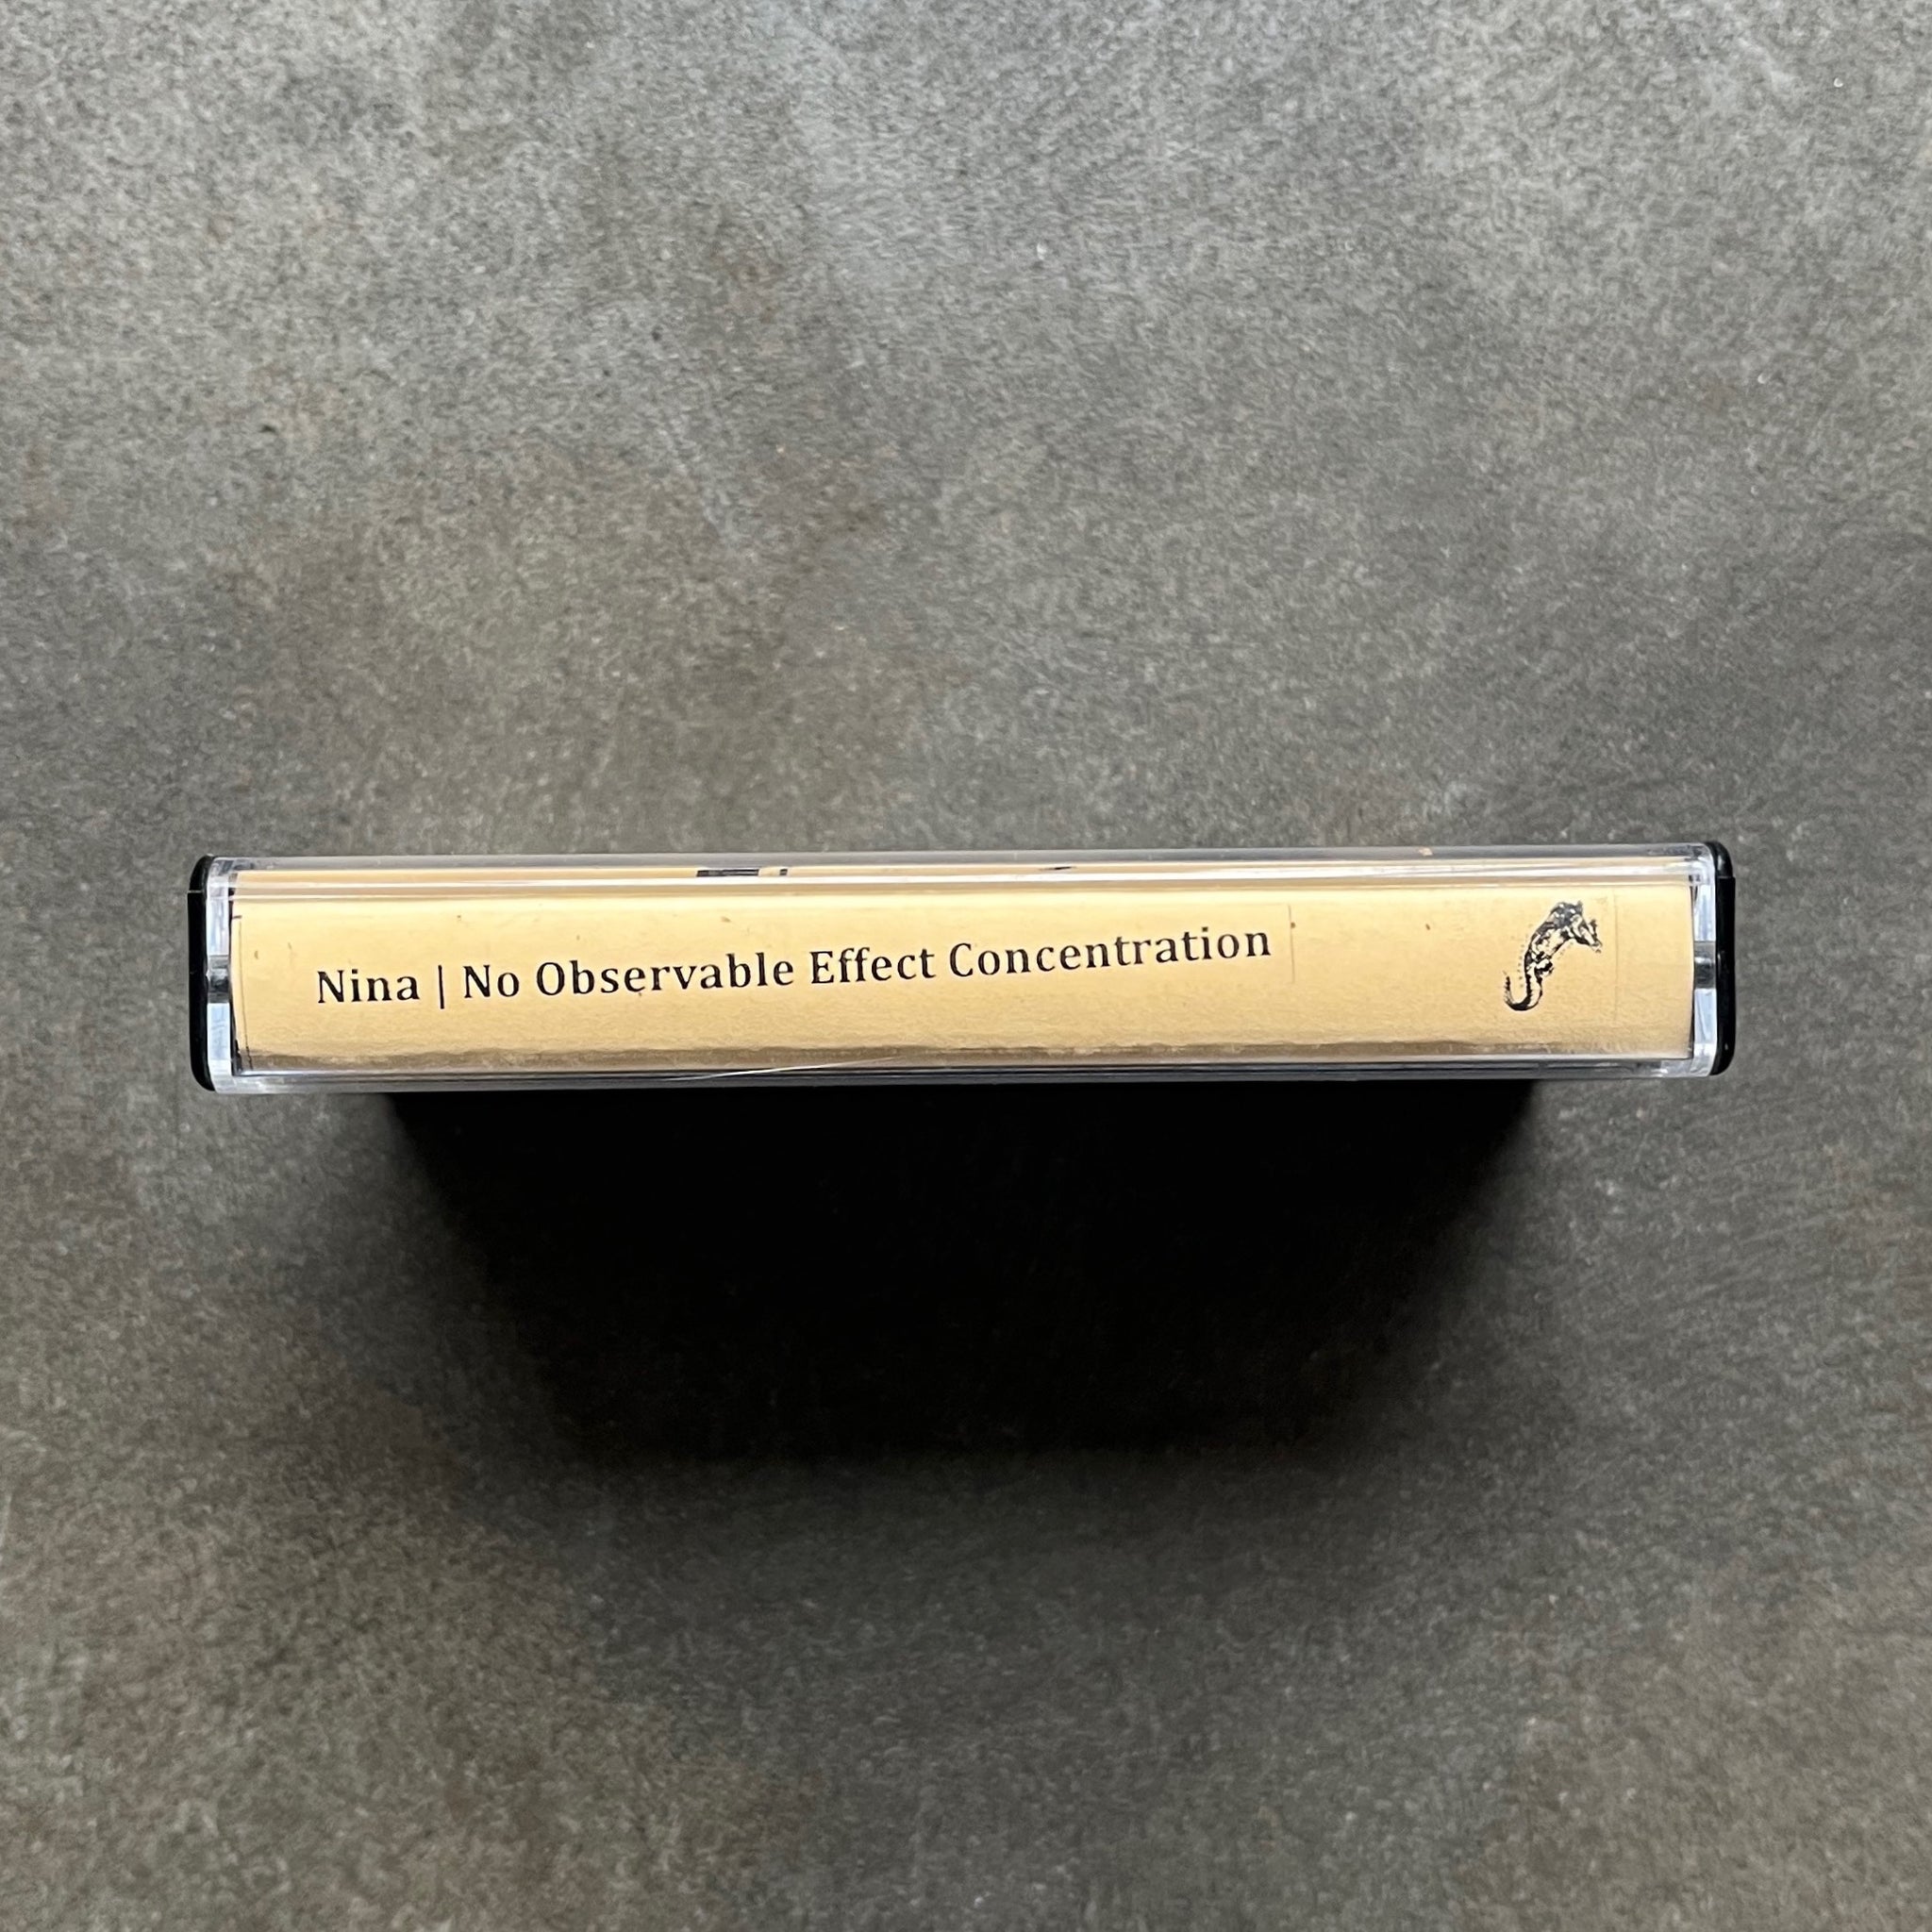 Nina | No Observable Effect Concentration